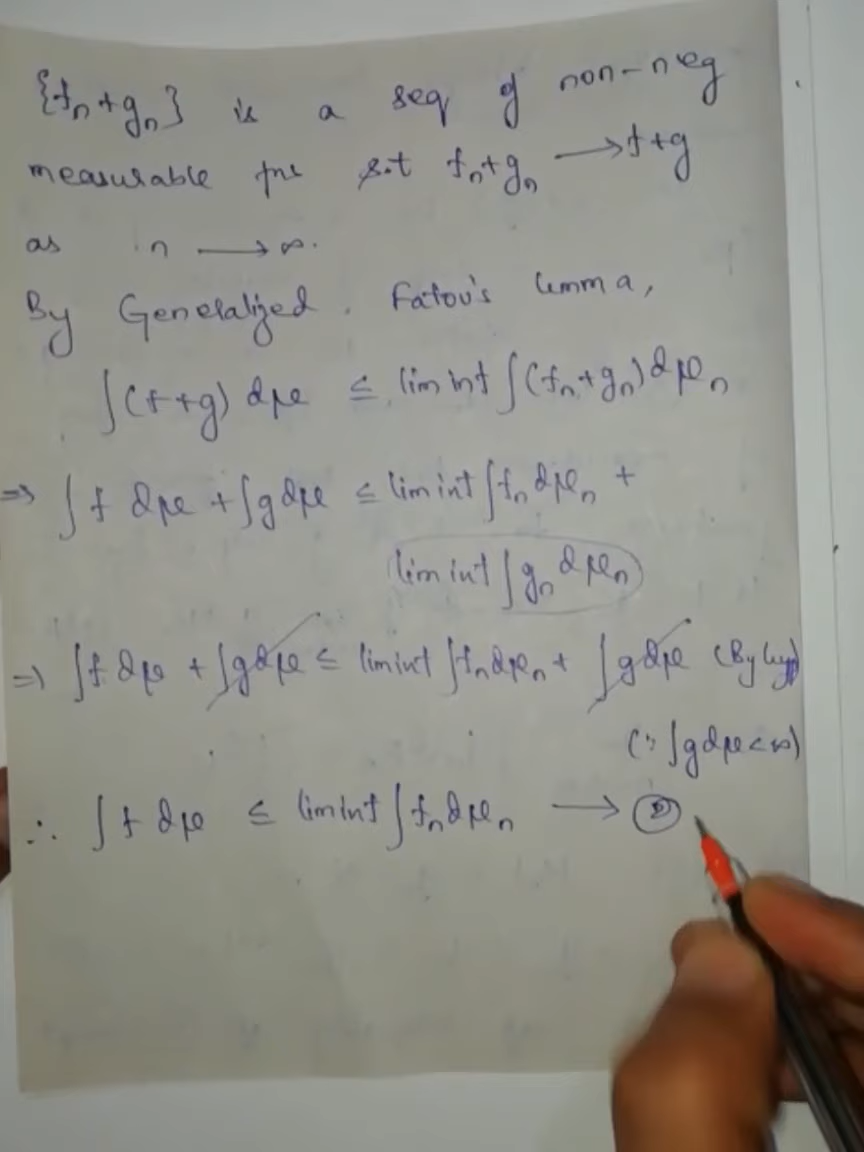 {fn+gn} is a seq of non-neg
measurable fns s.t fn+gn ⟶ f+g
as n ⟶ ∞.
By Generalized. Fatou's lemma,
∫(f+g) dμ ≤ lim inf ∫(fn+gn) dμn
⇒ ∫f dμ + ∫g dμ ≤ lim inf ∫fn dμn +
lim inf ∫gn dμn
⇒ ∫f dμ + ∫g dμ ≤ lim inf ∫fn dμn + ∫g dμ (By hyp)
(∵ ∫g dμ < ∞)
∴ ∫f dμ ≤ lim inf ∫fn dμn ⟶ ②